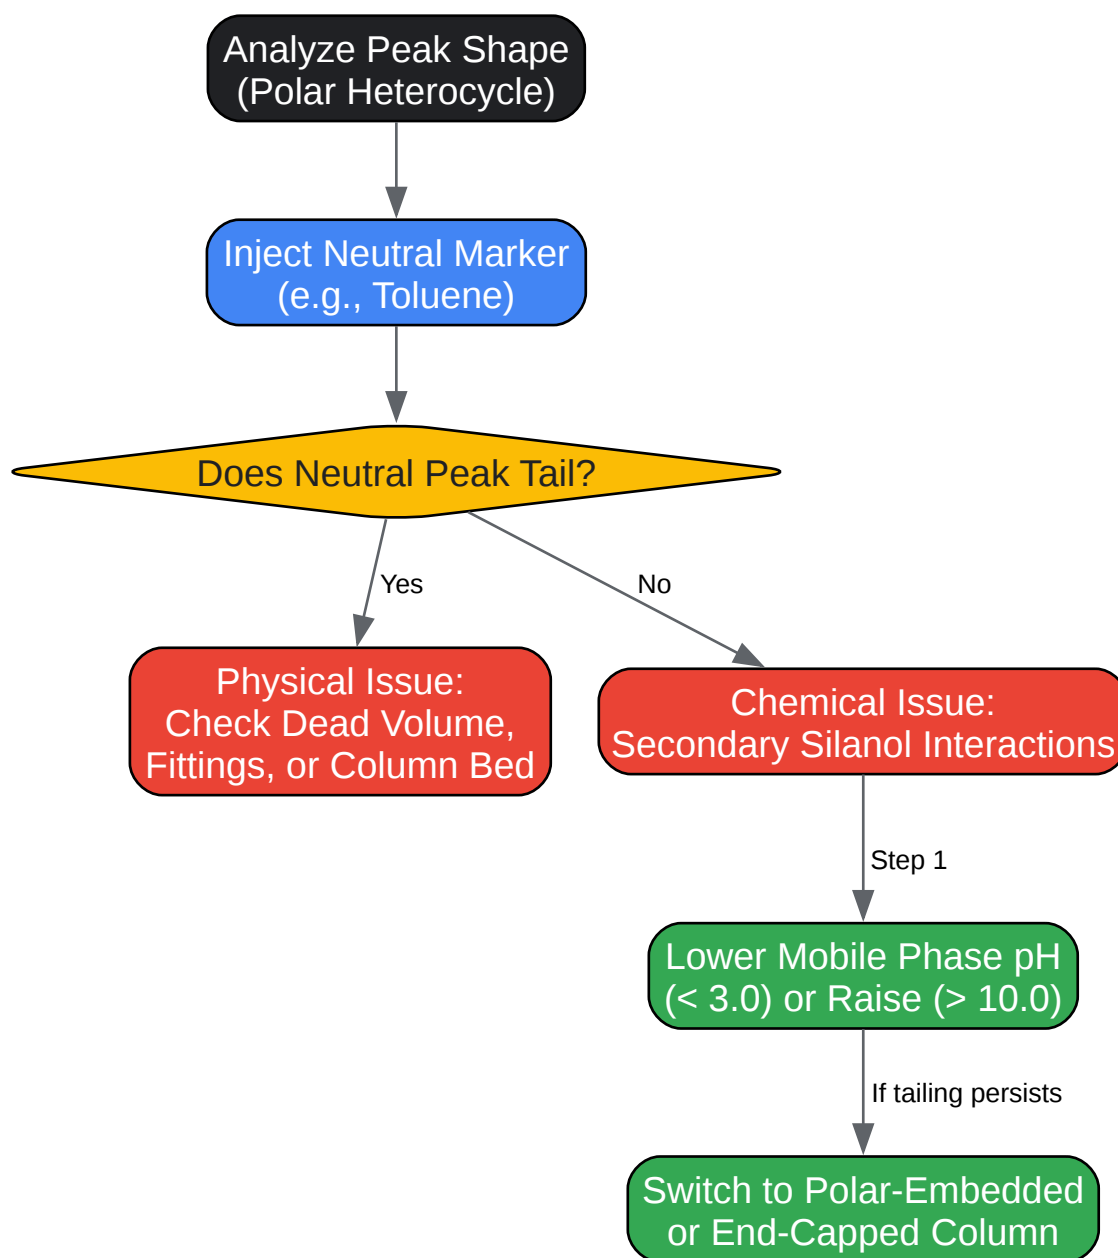 Analyze Peak Shape
(Polar Heterocycle)
Inject Neutral Marker
(e.g., Toluene)
Does Neutral Peak Tail?
Yes
No
Physical Issue:
Check Dead Volume,
Fittings, or Column Bed
Chemical Issue:
Secondary Silanol Interactions
Step 1
Lower Mobile Phase pH
(< 3.0) or Raise (> 10.0)
If tailing persists
Switch to Polar-Embedded
or End-Capped Column